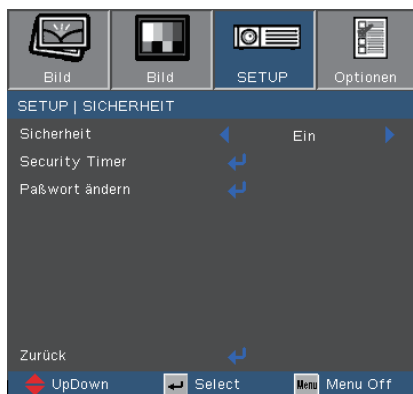 Bild Bild SETUP Optionen
SETUP | SICHERHEIT
Sicherheit Ein
Security Timer
Paßwort ändern
Zurück
UpDown Select Menu Menu Off